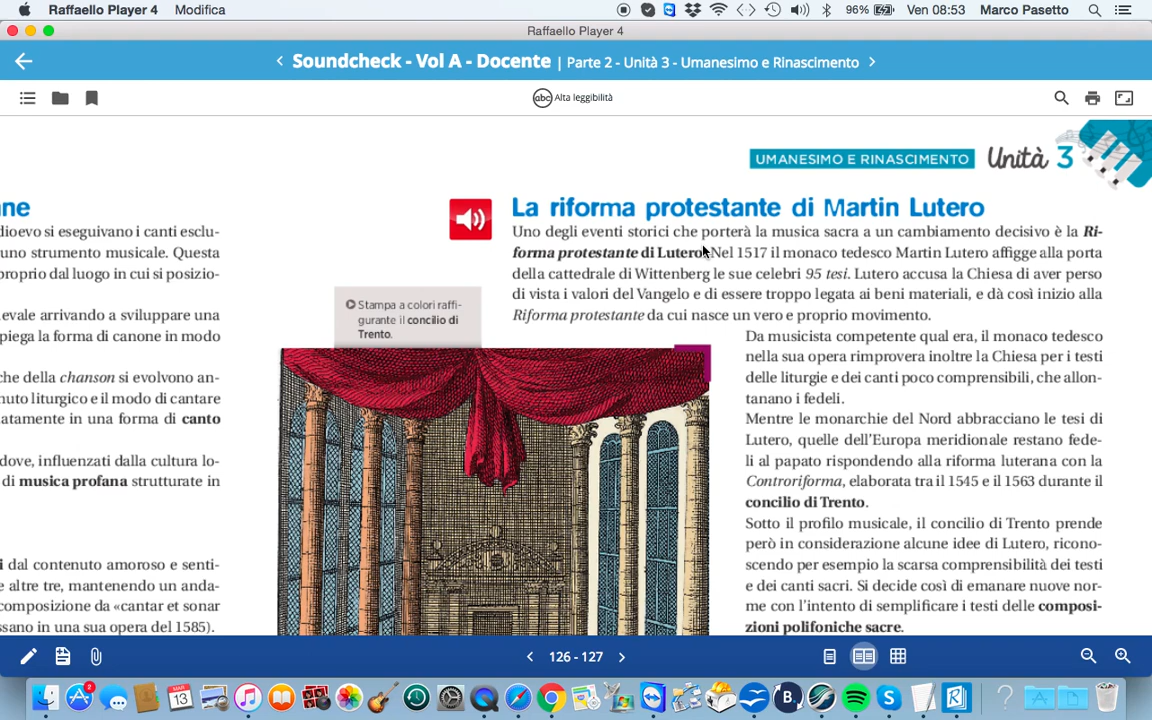 Raffaello Player 4 Modifica 96% Ven 08:53 Marco Pasetto
Raffaello Player 4
Soundcheck - Vol A - Docente | Parte 2 - Unità 3 - Umanesimo e Rinascimento
abc Alta leggibilità
UMANESIMO E RINASCIMENTO Unità 3
ne
dioevo si eseguivano i canti esclu-
uno strumento musicale. Questa
proprio dal luogo in cui si posizio-
evale arrivando a sviluppare una
piega la forma di canone in modo
che della chanson si evolvono an-
nuto liturgico e il modo di cantare
atamente in una forma di canto
dove, influenzati dalla cultura lo-
di musica profana strutturate in
i dal contenuto amoroso e senti-
e altre tre, mantenendo un anda-
composizione da «cantar et sonar
ssano in una sua opera del 1585).
La riforma protestante di Martin Lutero
Uno degli eventi storici che porterà la musica sacra a un cambiamento decisivo è la Ri-
forma protestante di Lutero. Nel 1517 il monaco tedesco Martin Lutero affigge alla porta
della cattedrale di Wittenberg le sue celebri 95 tesi. Lutero accusa la Chiesa di aver perso
di vista i valori del Vangelo e di essere troppo legata ai beni materiali, e dà così inizio alla
Riforma protestante da cui nasce un vero e proprio movimento.
Stampa a colori raffi-
gurante il concilio di
Trento.
Da musicista competente qual era, il monaco tedesco
nella sua opera rimprovera inoltre la Chiesa per i testi
delle liturgie e dei canti poco comprensibili, che allon-
tanano i fedeli.
Mentre le monarchie del Nord abbracciano le tesi di
Lutero, quelle dell'Europa meridionale restano fede-
li al papato rispondendo alla riforma luterana con la
Controriforma, elaborata tra il 1545 e il 1563 durante il
concilio di Trento.
Sotto il profilo musicale, il concilio di Trento prende
però in considerazione alcune idee di Lutero, ricono-
scendo per esempio la scarsa comprensibilità dei testi
e dei canti sacri. Si decide così di emanare nuove nor-
me con l'intento di semplificare i testi delle composi-
zioni polifoniche sacre.
126 - 127